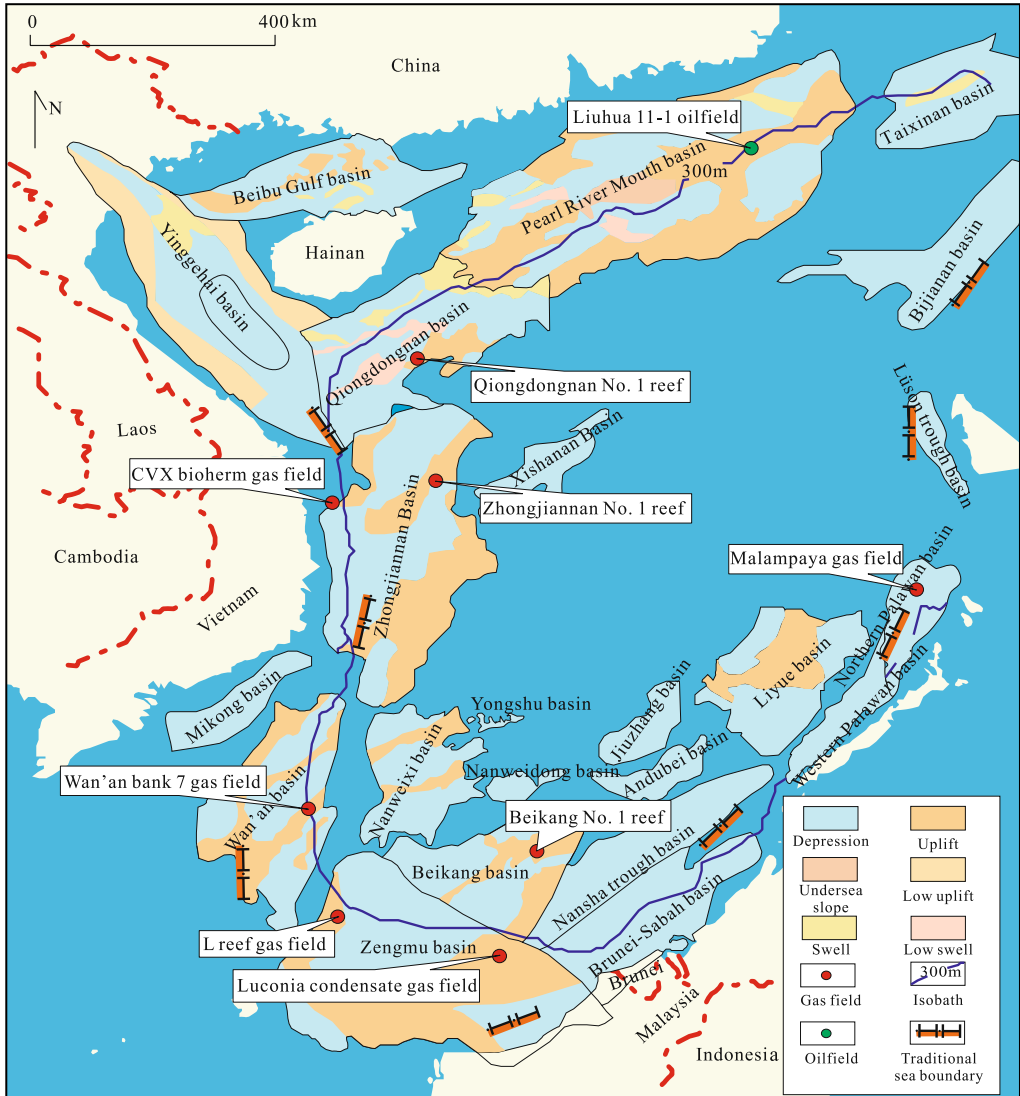 0
400 km
China
N
Liuhua 11-1 oilfield
Taixinan basin
Beibu Gulf basin
Pearl River Mouth basin
300m
Hainan
Yinggehai basin
Bijianan basin
Qiongdongnan basin
Qiongdongnan No. 1 reef
Lüson trough basin
Laos
CVX bioherm gas field
Xishanan Basin
Zhongjiannan No. 1 reef
Zhongjiannan Basin
Cambodia
Malampaya gas field
Vietnam
Northern Palawan basin
Liyue basin
Mikong basin
Yongshu basin
Jiuzhang basin
Western Palawan basin
Wan'an bank 7 gas field
Wan'an basin
Nanweixi basin
Nanweidong basin
Andubei basin
Beikang No. 1 reef
Beikang basin
Nansha trough basin
L reef gas field
Zengmu basin
Brunei-Sabah basin
Luconia condensate gas field
Brunei
Malaysia
Indonesia
Depression
Uplift
Undersea
slope
Low uplift
Swell
Low swell
300m
Gas field
Isobath
Oilfield
Traditional
sea boundary